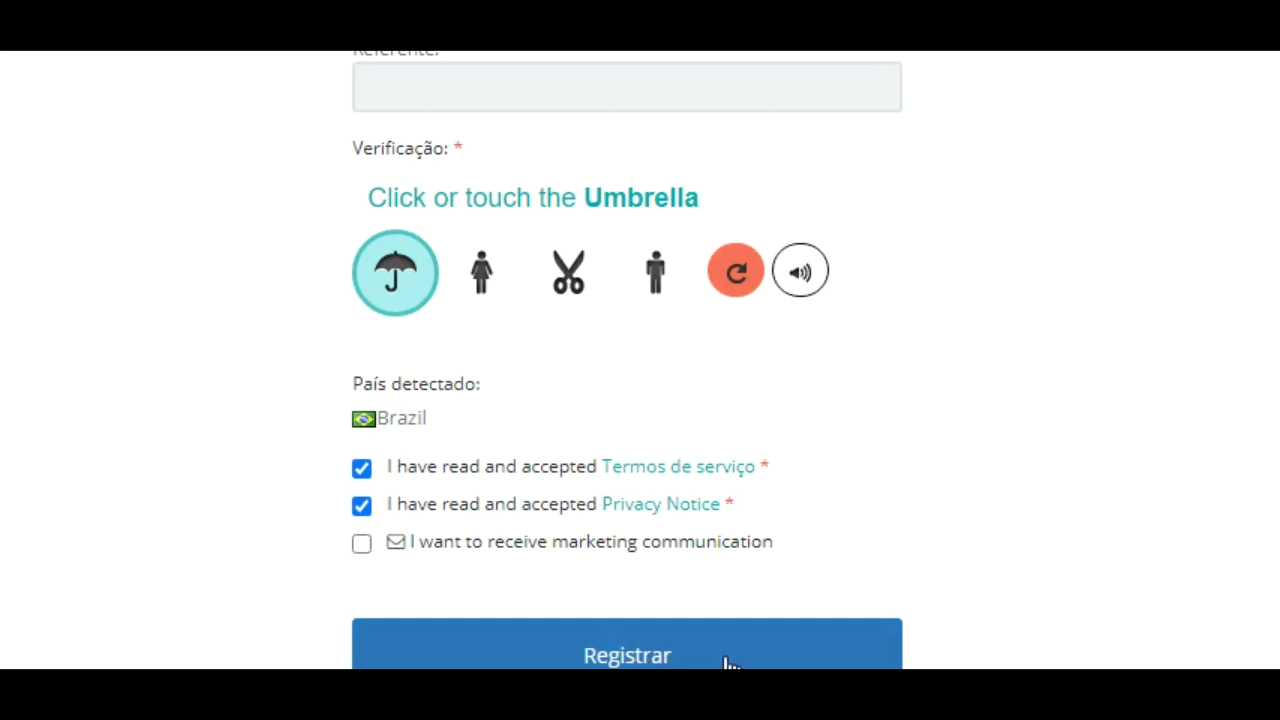 Referente:
Verificação: *
Click or touch the Umbrella
País detectado:
Brazil
I have read and accepted Termos de serviço *
I have read and accepted Privacy Notice *
I want to receive marketing communication
Registrar